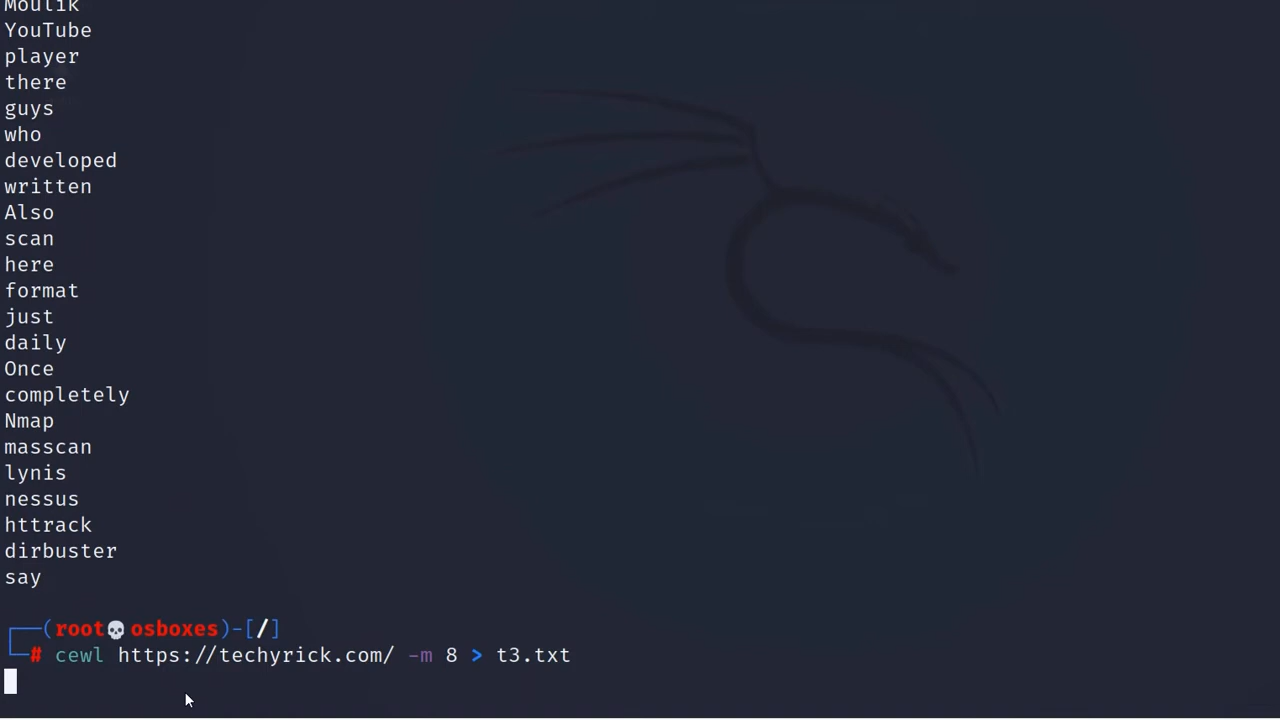 Moulik
YouTube
player
there
guys
who
developed
written
Also
scan
here
format
just
daily
Once
completely
Nmap
masscan
lynis
nessus
httrack
dirbuster
say
┌──(root💀osboxes)-[/]
└─# cewl https://techyrick.com/ -m 8 > t3.txt